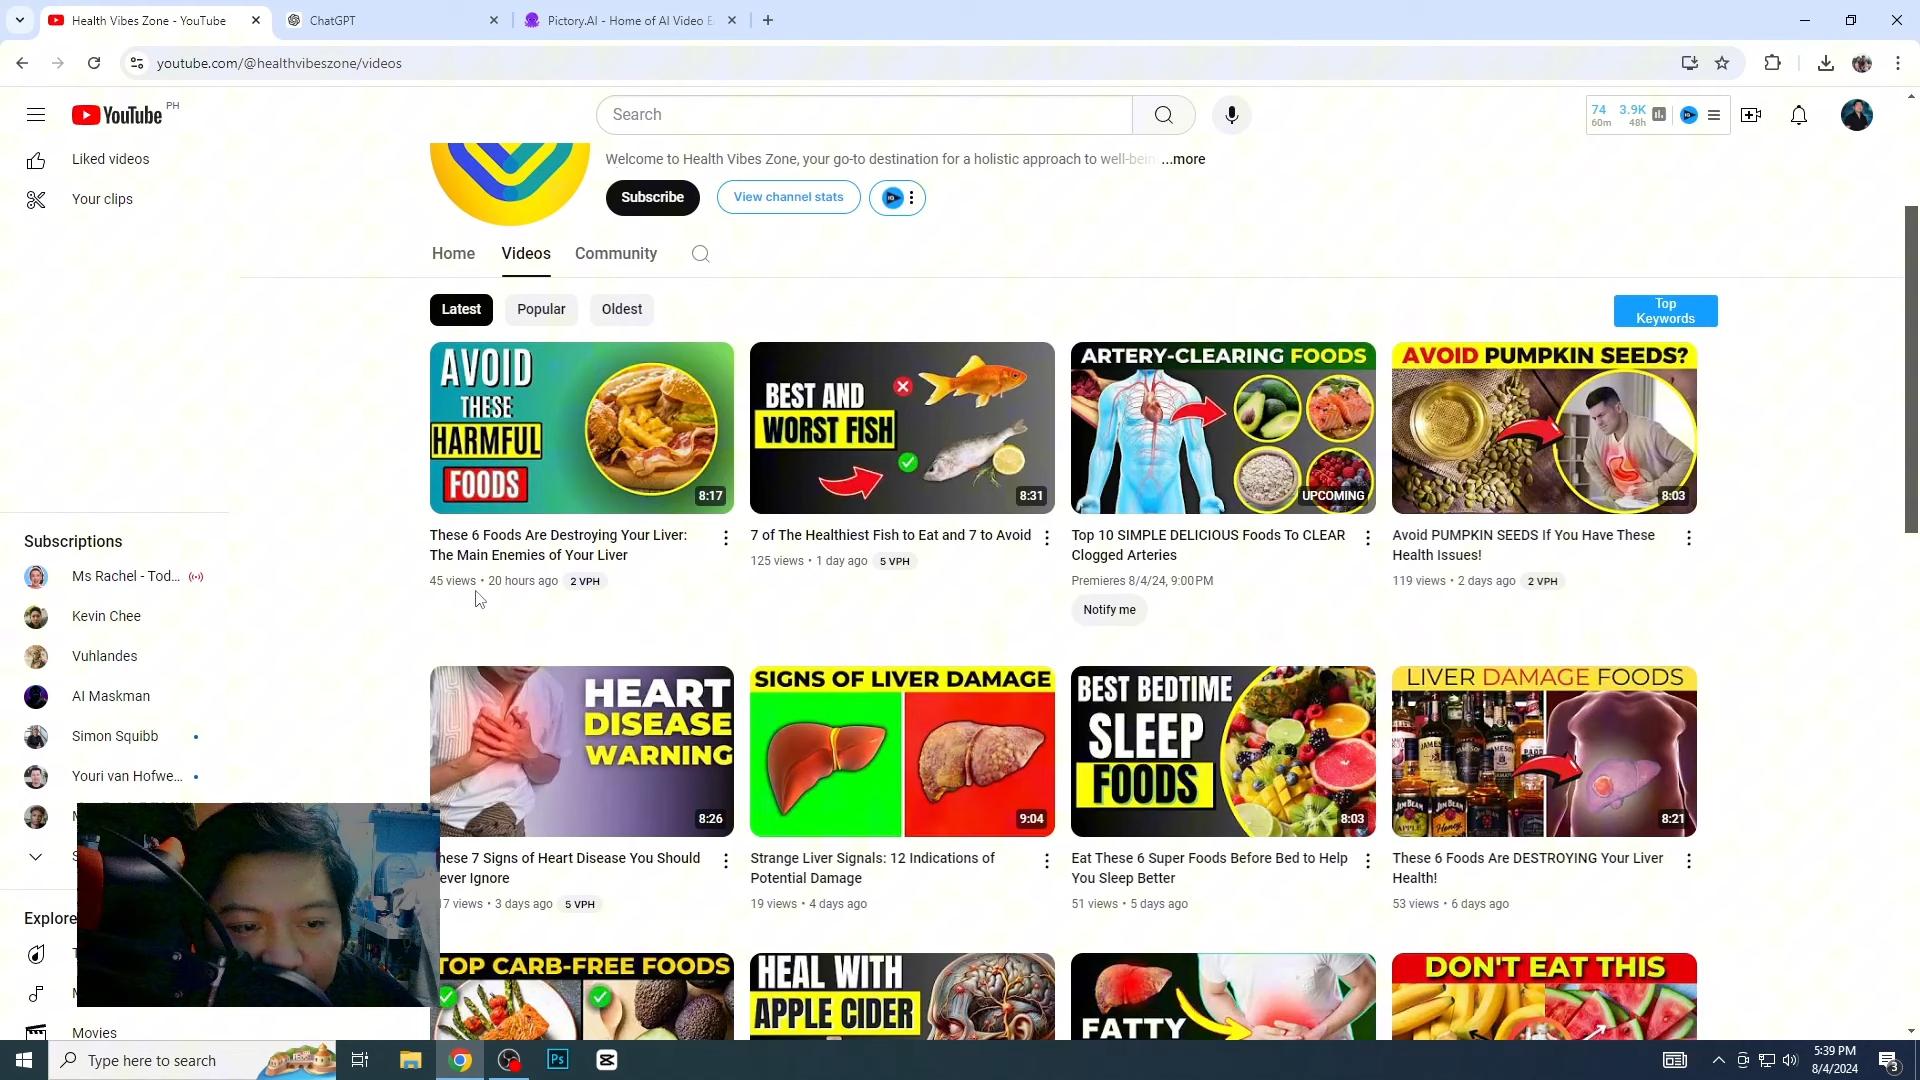 Health Vibes Zone - YouTube
ChatGPT
Pictory.AI - Home of AI Video E
youtube.com/@healthvibeszone/videos
YouTube PH
Search
74 3.9K
60m 48h
Liked videos
Your clips
Welcome to Health Vibes Zone, your go-to destination for a holistic approach to well-bein ...more
Subscribe
View channel stats
Home
Videos
Community
Latest
Popular
Oldest
Top
Keywords
AVOID
THESE
HARMFUL
FOODS
8:17
BEST AND
WORST FISH
8:31
ARTERY-CLEARING FOODS
UPCOMING
AVOID PUMPKIN SEEDS?
8:03
These 6 Foods Are Destroying Your Liver:
The Main Enemies of Your Liver
45 views • 20 hours ago 2 VPH
7 of The Healthiest Fish to Eat and 7 to Avoid
125 views • 1 day ago 5 VPH
Top 10 SIMPLE DELICIOUS Foods To CLEAR
Clogged Arteries
Premieres 8/4/24, 9:00 PM
Notify me
Avoid PUMPKIN SEEDS If You Have These
Health Issues!
119 views • 2 days ago 2 VPH
Subscriptions
Ms Rachel - Tod...
Kevin Chee
Vuhlandes
AI Maskman
Simon Squibb
Youri van Hofwe...
HEART
DISEASE
WARNING
8:26
SIGNS OF LIVER DAMAGE
9:04
BEST BEDTIME
SLEEP
FOODS
8:03
LIVER DAMAGE FOODS
JAMESON
JIM BEAM
APPLE
Honey
8:21
hese 7 Signs of Heart Disease You Should
ever Ignore
17 views • 3 days ago 5 VPH
Strange Liver Signals: 12 Indications of
Potential Damage
19 views • 4 days ago
Eat These 6 Super Foods Before Bed to Help
You Sleep Better
51 views • 5 days ago
These 6 Foods Are DESTROYING Your Liver
Health!
53 views • 6 days ago
Explore
Movies
TOP CARB-FREE FOODS
HEAL WITH
APPLE CIDER
FATTY
DON'T EAT THIS
Type here to search
Ps
5:39 PM
8/4/2024
3